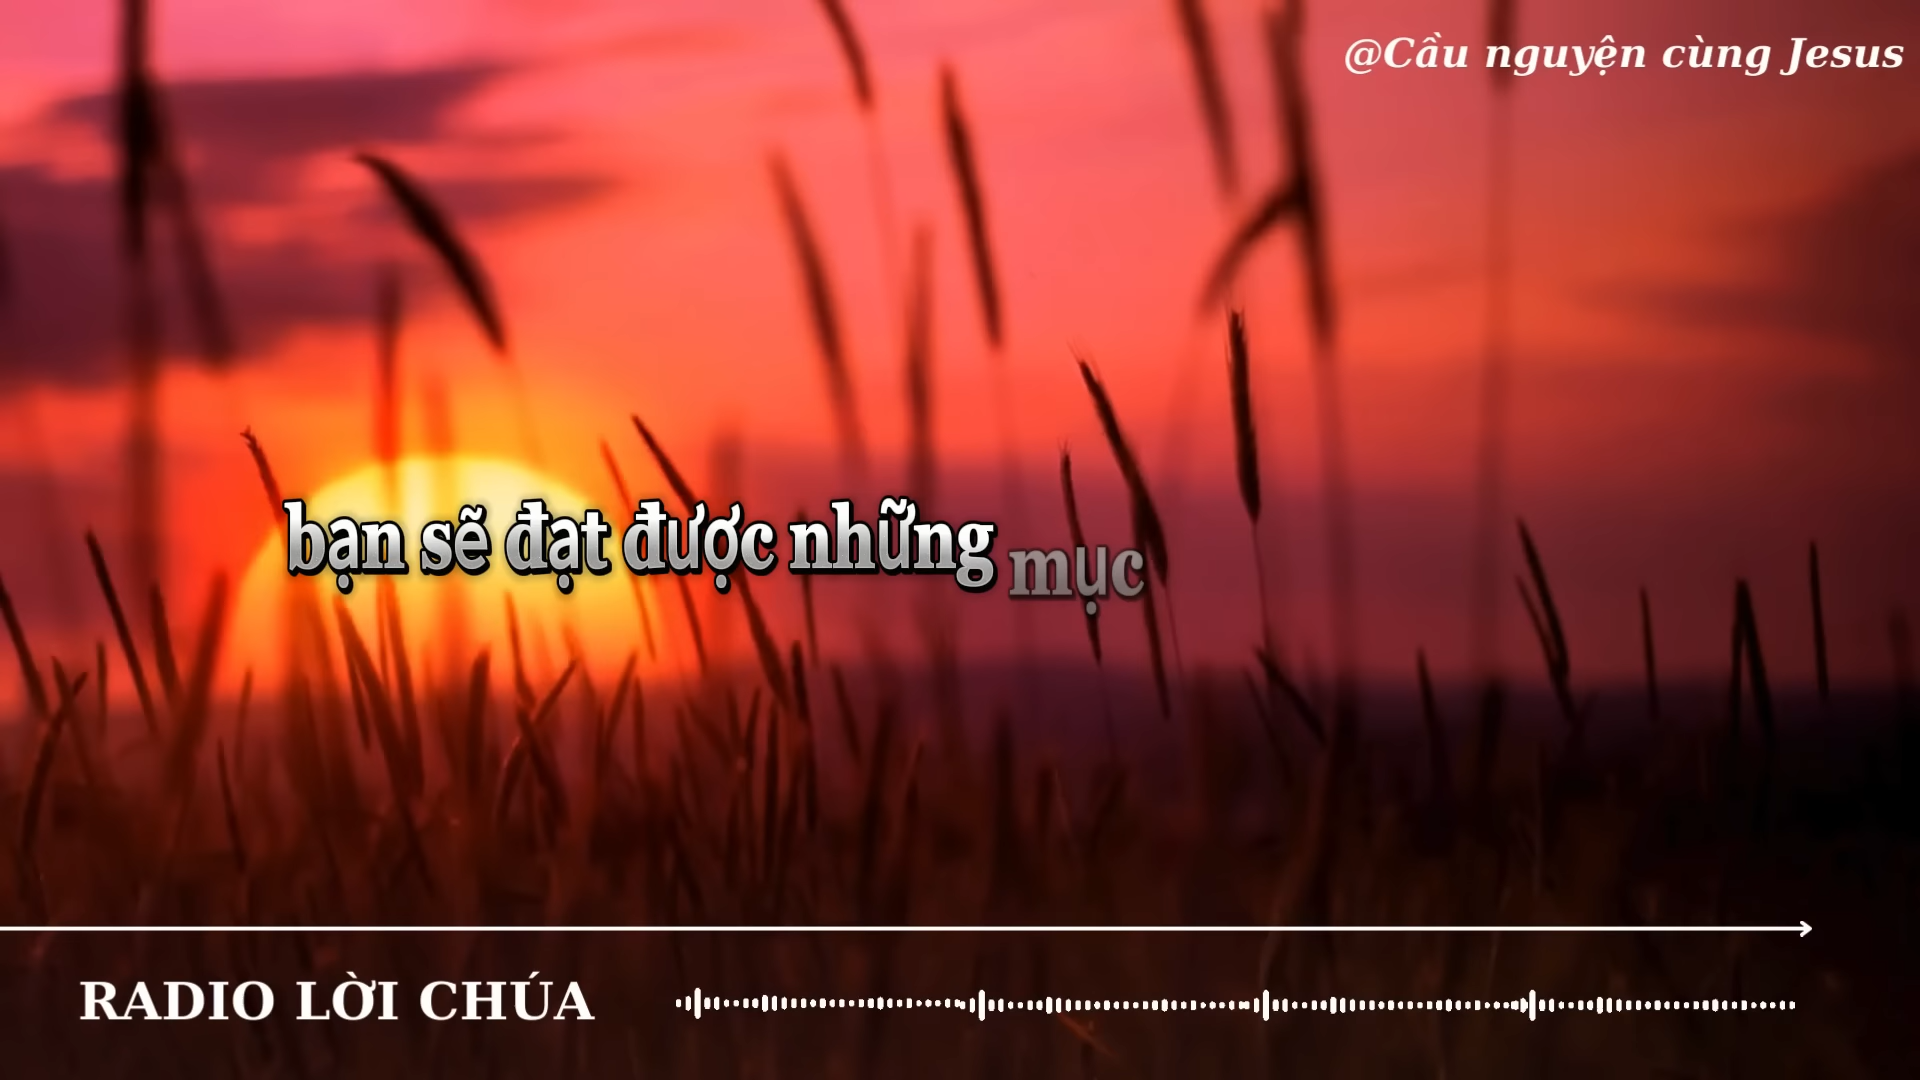 @Cầu nguyện cùng Jesus
bạn sẽ đạt được những mục
RADIO LỜI CHÚA